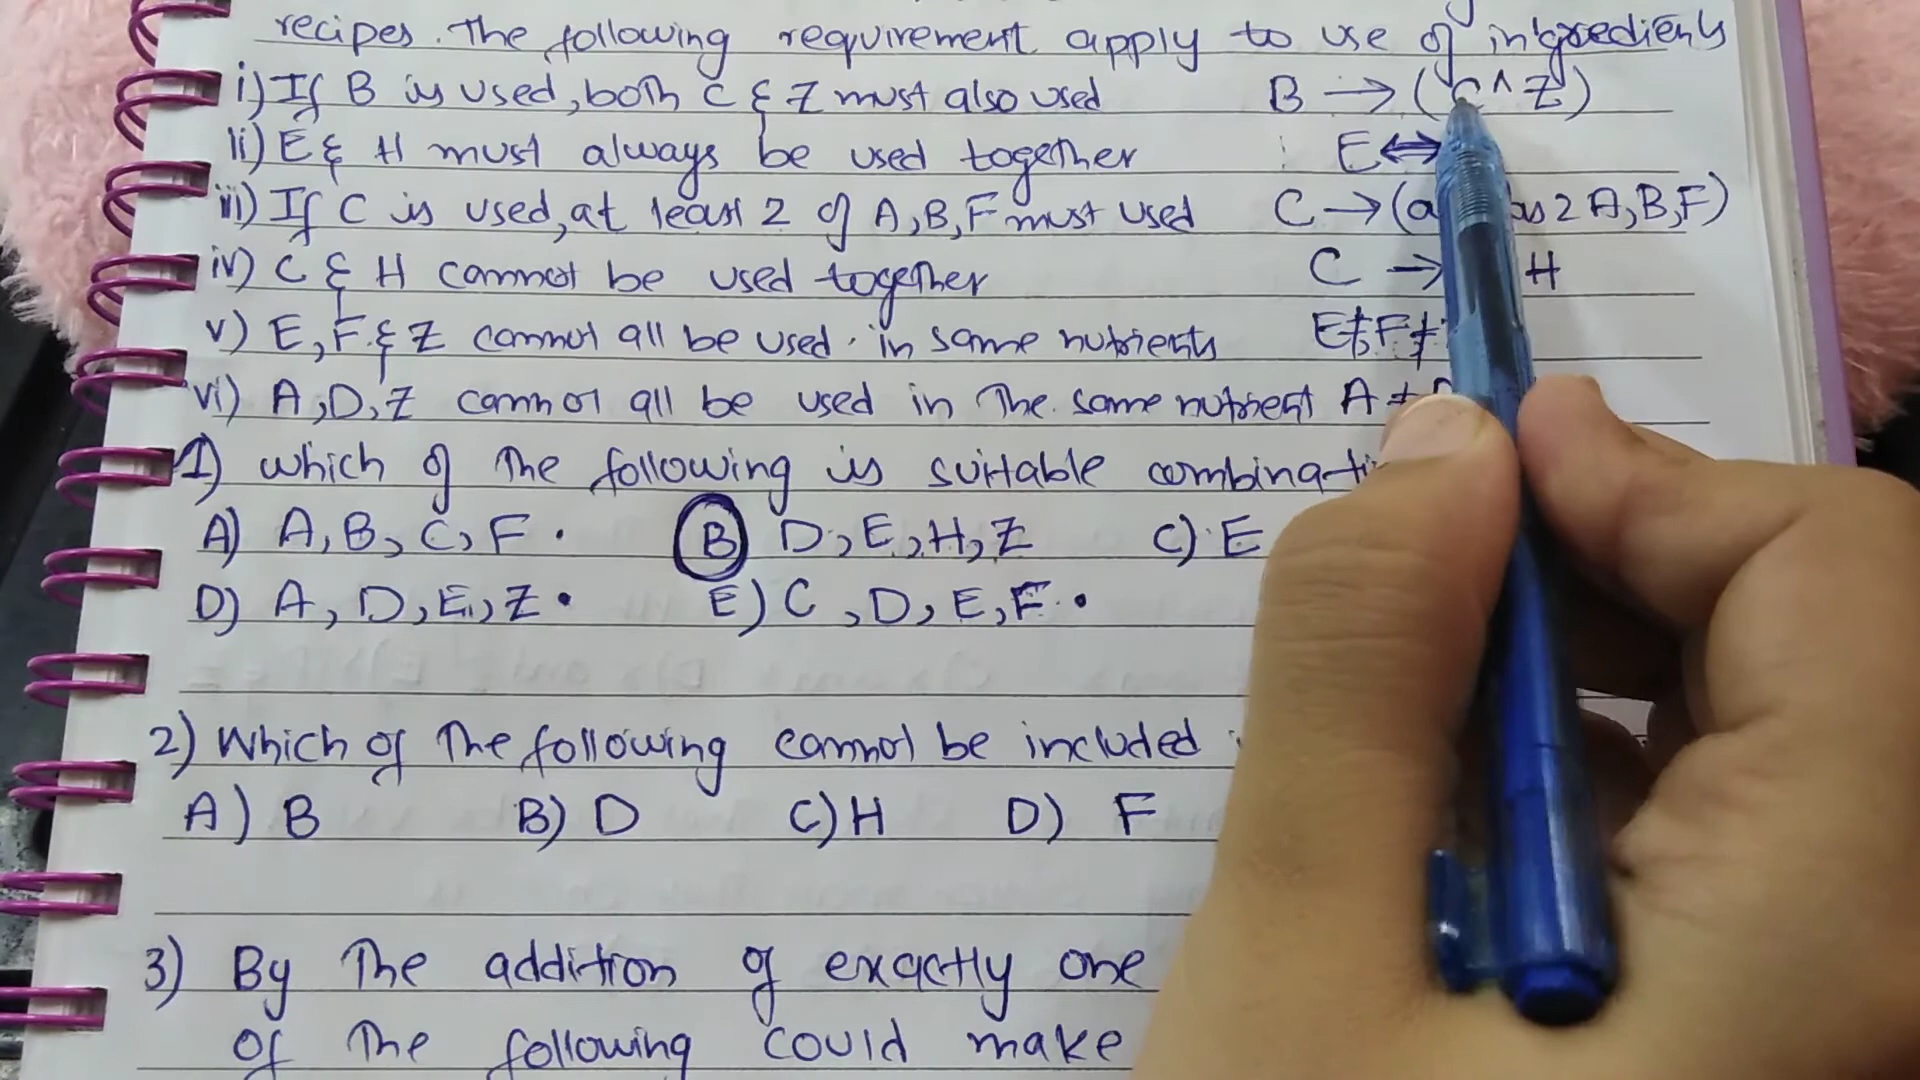 recipes. The following requirement apply to use of ingredients
i) If B is used, both C & Z must also used B → (C ^ Z)
ii) E & H must always be used together E ⇔
iii) If C is used, at least 2 of A, B, F must used C → ( 2 A, B, F)
iv) C & H cannot be used together C → H
v) E, F & Z cannot all be used in same nutrients E ≠ F ≠
vi) A, D, Z cannot all be used in the same nutrient A ≠
1) which of the following is suitable
A) A, B, C, F . B D, E, H, Z C) E
D) A, D, E, Z . E) C, D, E, F .
2) Which of the following cannot be included
A) B B) D C) H D) F
3) By the addition of exactly one
of the following could make